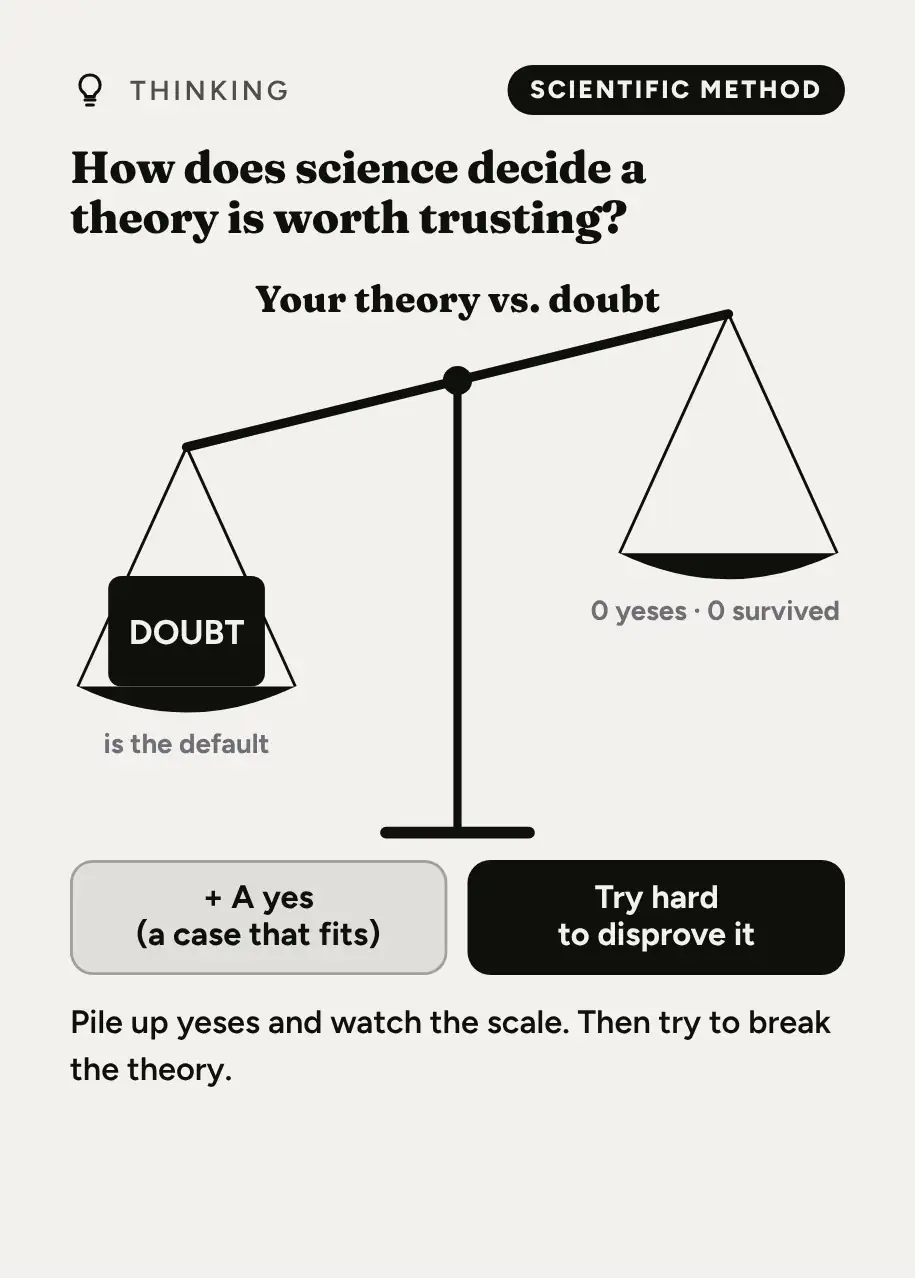 THINKING
SCIENTIFIC METHOD
How does science decide a
theory is worth trusting?
Your theory vs. doubt
DOUBT
is the default
0 yeses · 0 survived
+ A yes
(a case that fits)
Try hard
to disprove it
Pile up yeses and watch the scale. Then try to break
the theory.